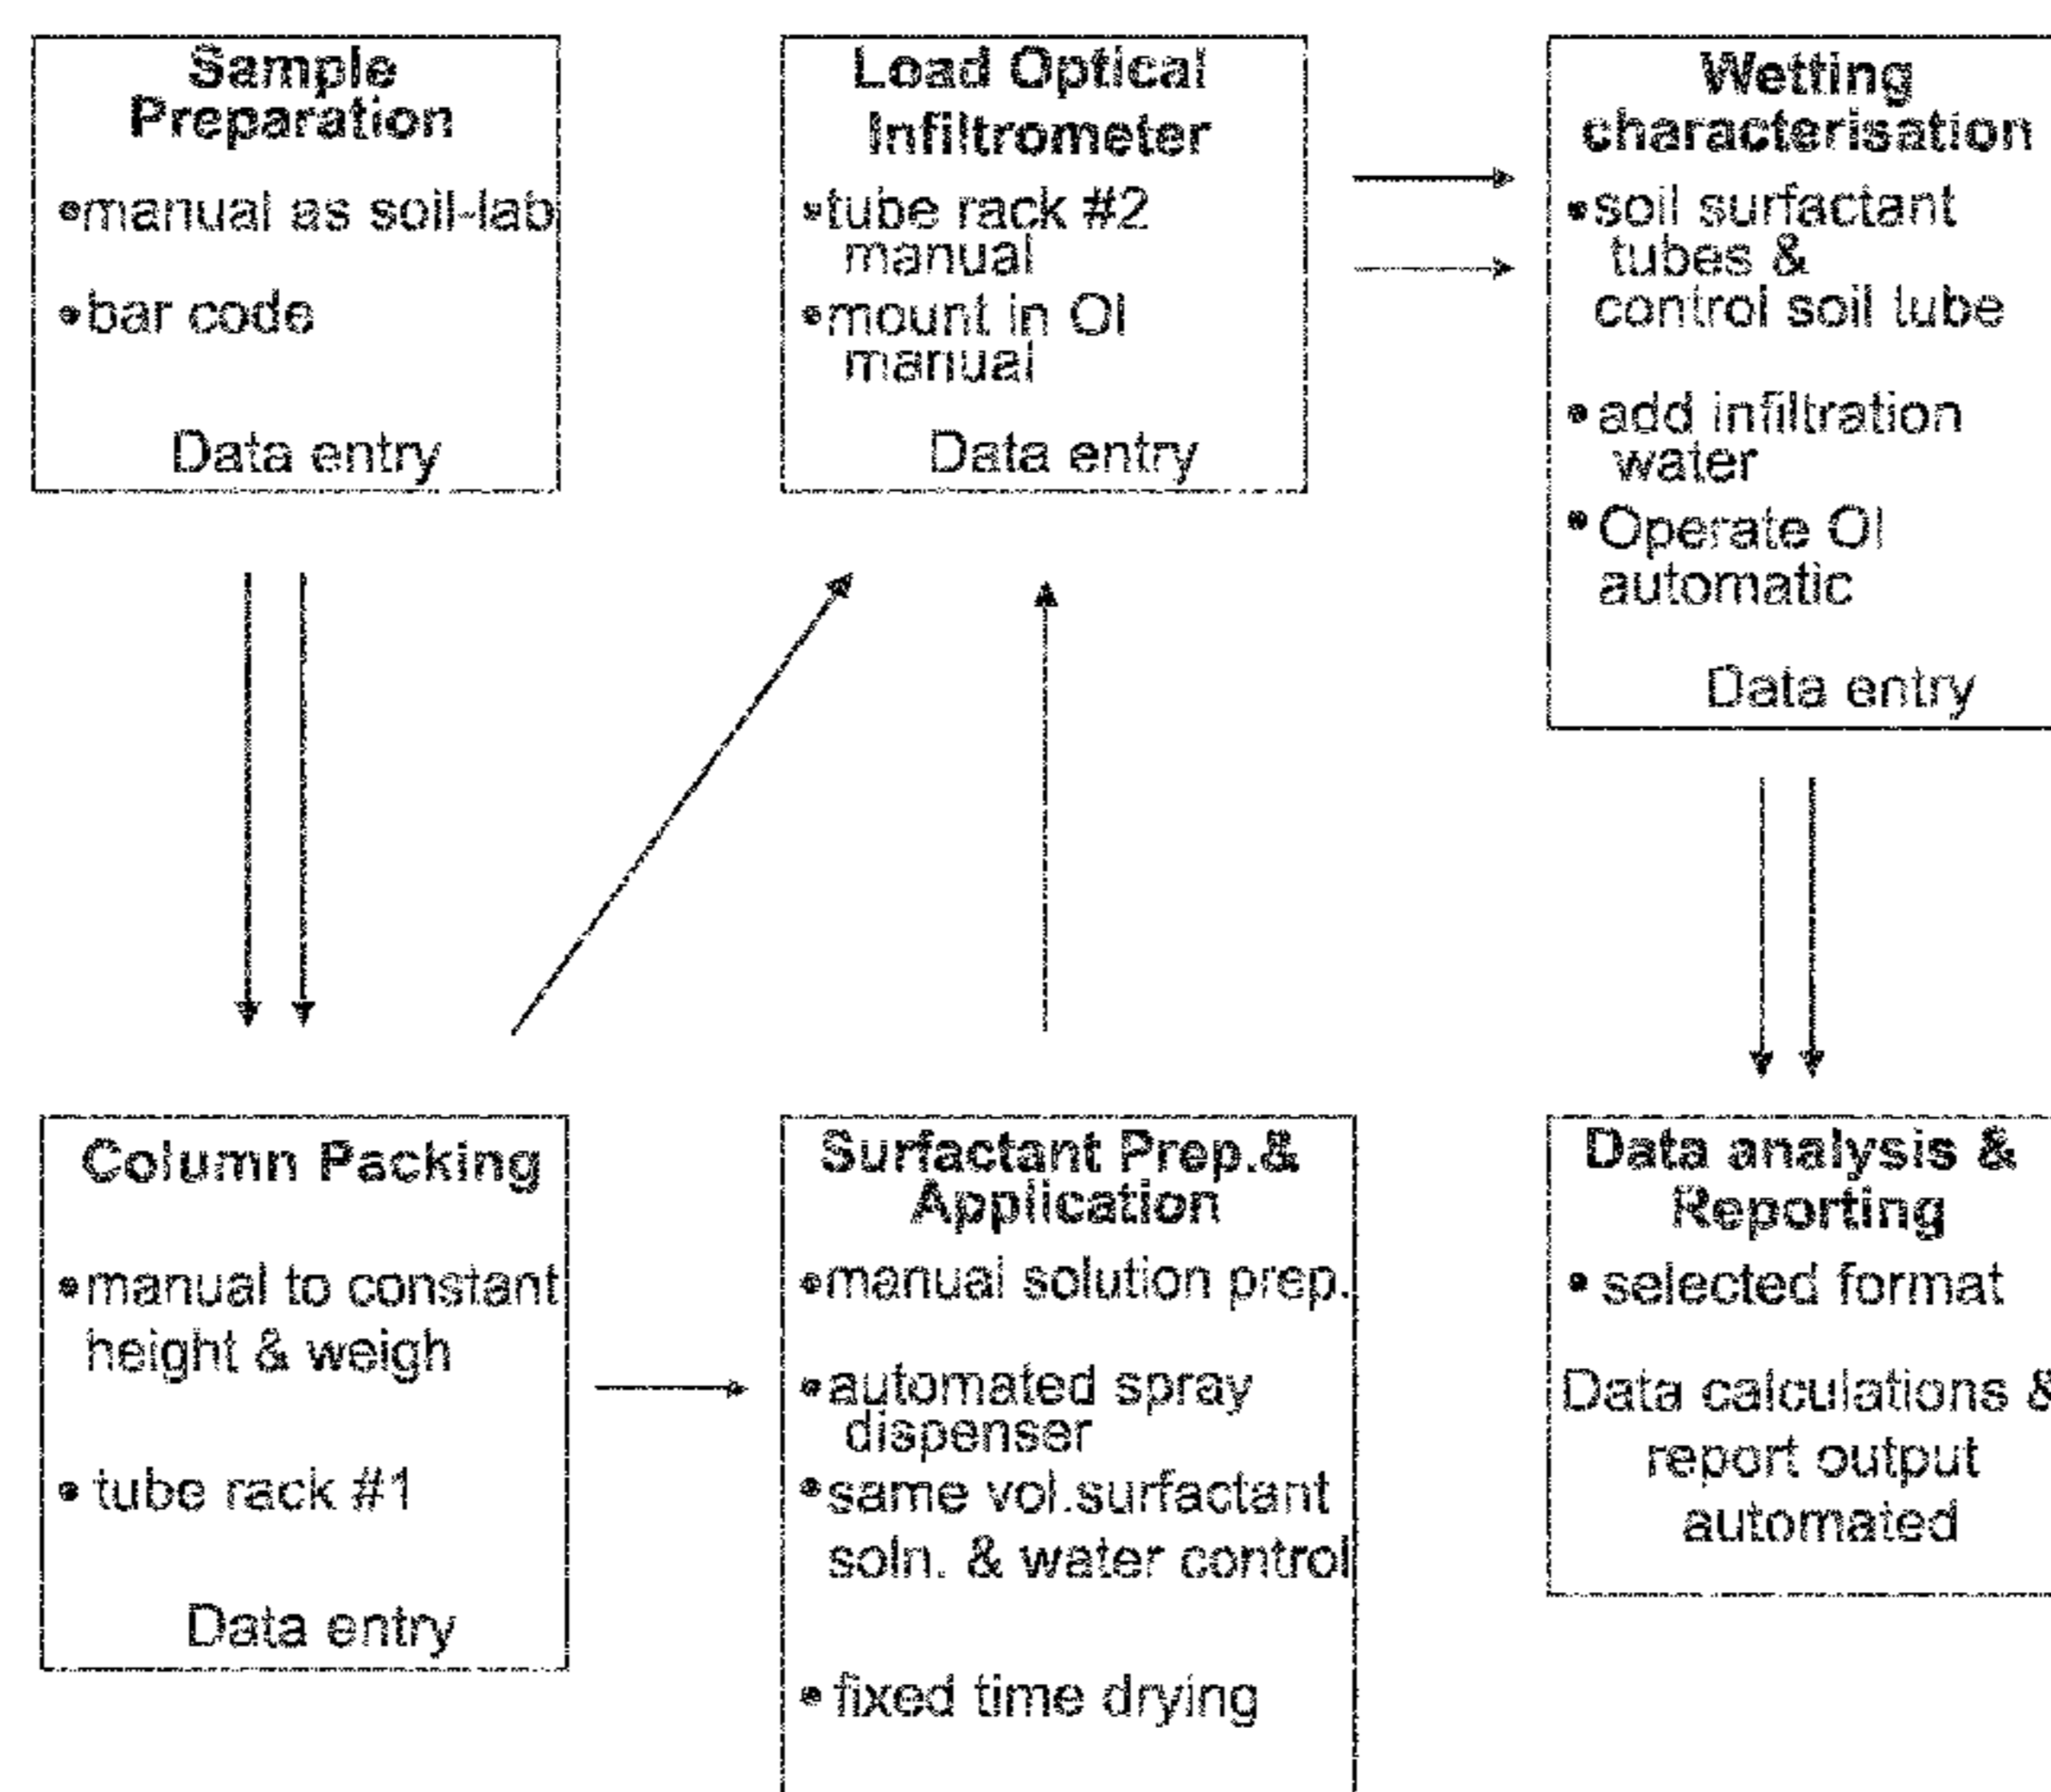 Sample
Preparation
•manual as soil-lab
•bar code
Data entry
Load Optical
Infiltrometer
•tube rack #2
manual
•mount in OI
manual
Data entry
Wetting
characterisation
•soil surfactant
tubes &
control soil tube
• add infiltration
water
• Operate OI
automatic
Data entry
Column Packing
•manual to constant
height & weigh
• tube rack #1
Data entry
Surfactant Prep.&
Application
•manual solution prep.
•automated spray
dispenser
•same vol.surfactant
soln. & water control
• fixed time drying
Data analysis &
Reporting
• selected format
Data calculations &
report output
automated